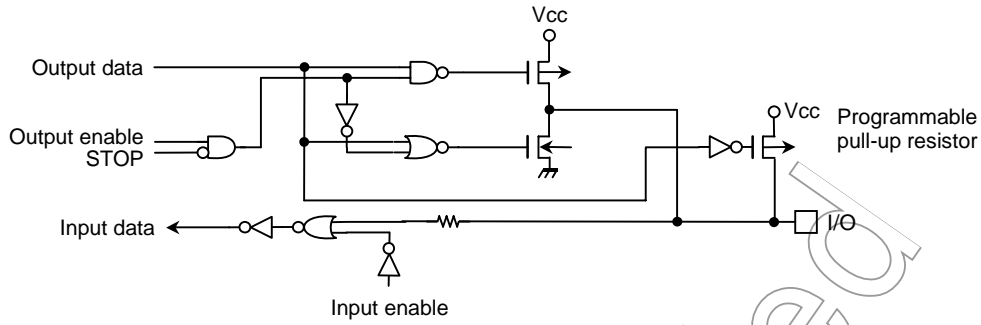 Vcc
Output data
Output enable
STOP
Vcc
Programmable
pull-up resistor
Input data
I/O
Input enable